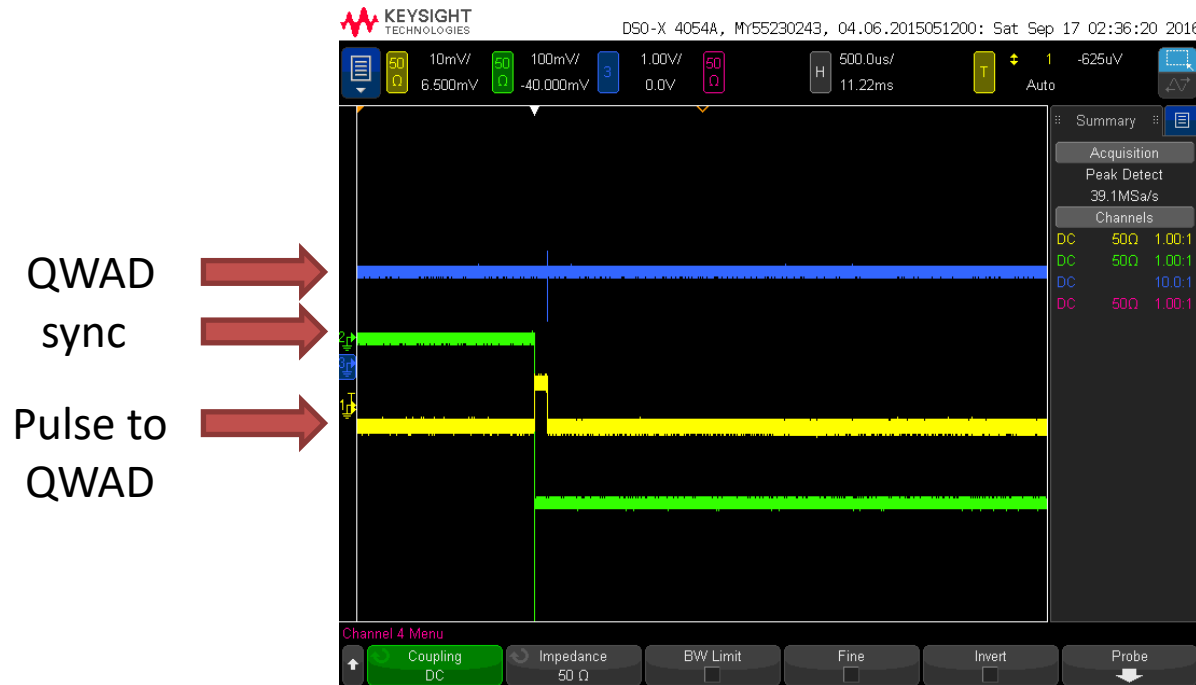 KEYSIGHT
TECHNOLOGIES
DSO-X 4054A, MY55230243, 04.06.2015051200: Sat Sep 17 02:36:20 2016
50 Ω 10mV/ 50 Ω 100mV/ 3 1.00V/ 50 Ω H 500.0us/ T 1 -625uV
6.500mV -40.000mV 0.0V 11.22ms Auto
Summary
Acquisition
Peak Detect
39.1MSa/s
Channels
DC 50Ω 1.00:1
DC 50Ω 1.00:1
DC 10.0:1
DC 50Ω 1.00:1
QWAD
sync
Pulse to
QWAD
2
3
T
1
Channel 4 Menu
Coupling Impedance BW Limit Fine Invert Probe
DC 50 Ω